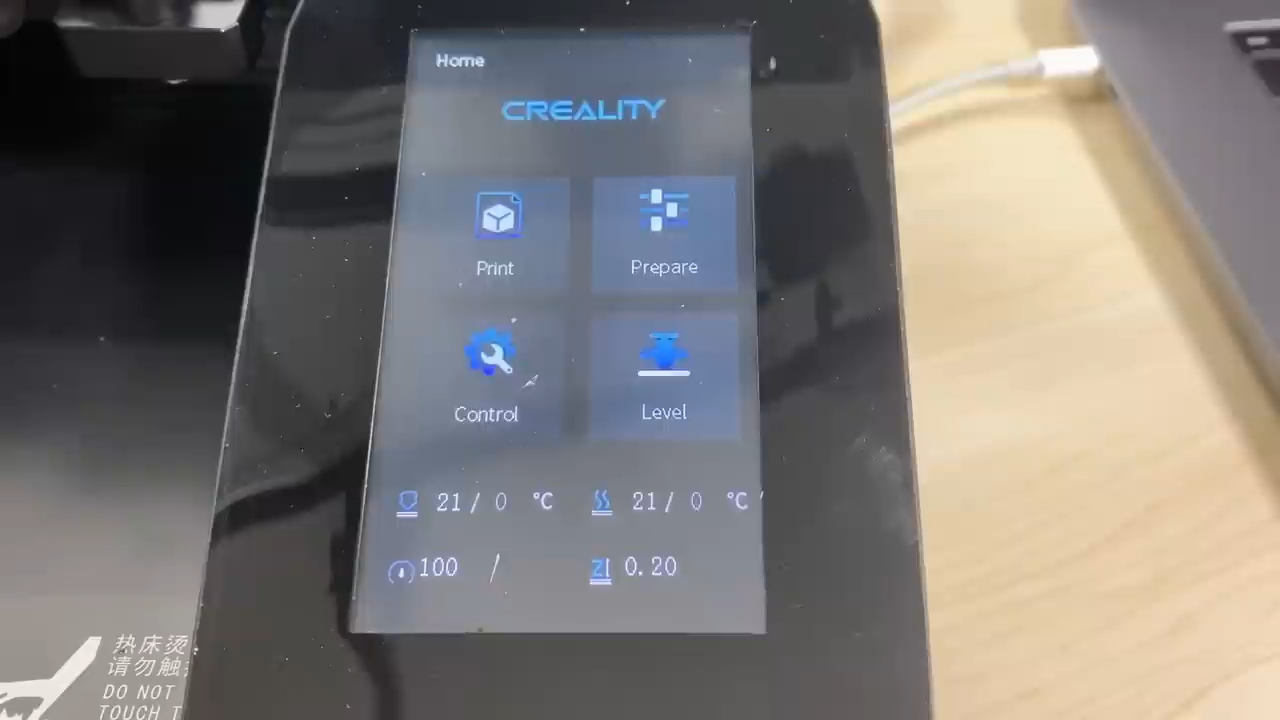 Home
CREALITY
Print
Prepare
Control
Level
21 / 0 °C
21 / 0 °C
100 /
Z 0.20
热床烫
请勿触
DO NOT
TOUCH T